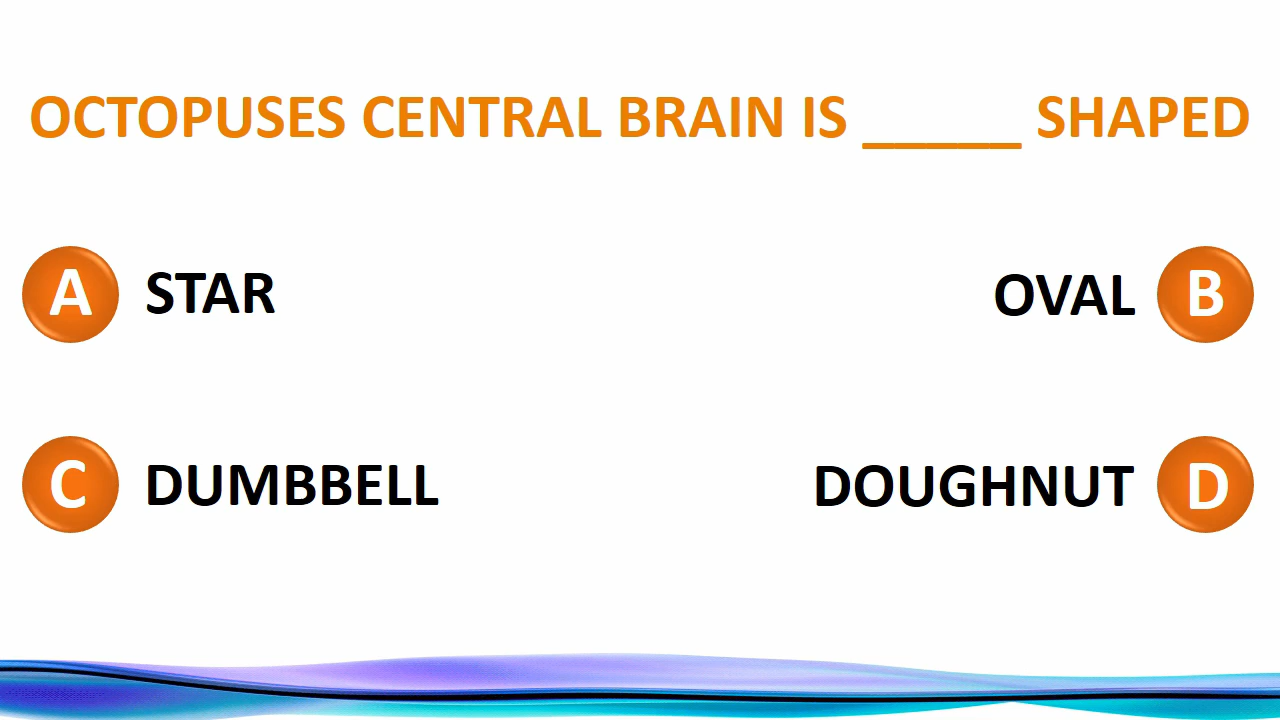 OCTOPUSES CENTRAL BRAIN IS _____ SHAPED
A STAR
OVAL B
C DUMBBELL
DOUGHNUT D